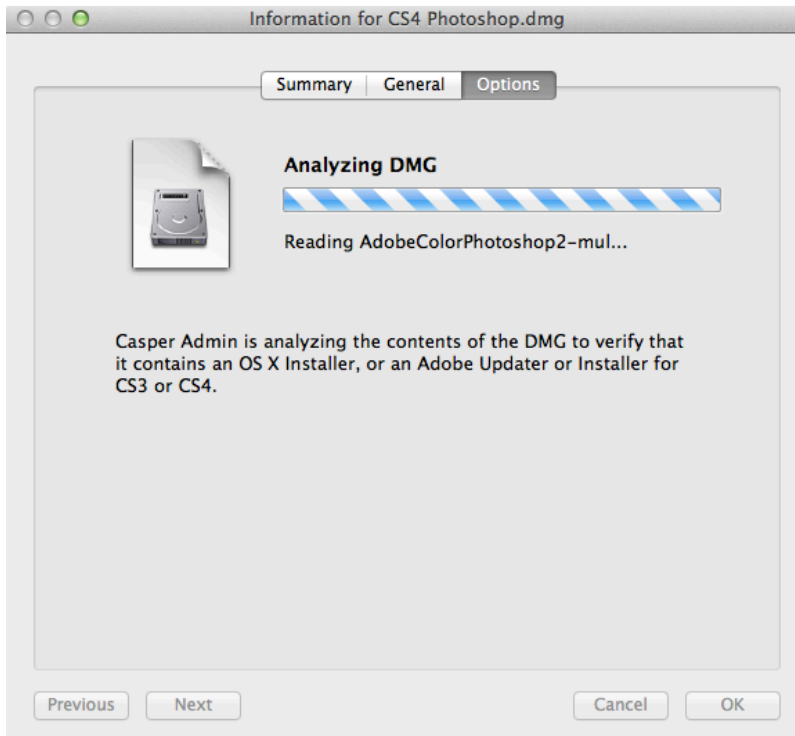 Information for CS4 Photoshop.dmg
Summary General Options
Analyzing DMG
Reading AdobeColorPhotoshop2-mul...
Casper Admin is analyzing the contents of the DMG to verify that
it contains an OS X Installer, or an Adobe Updater or Installer for
CS3 or CS4.
Previous Next Cancel OK